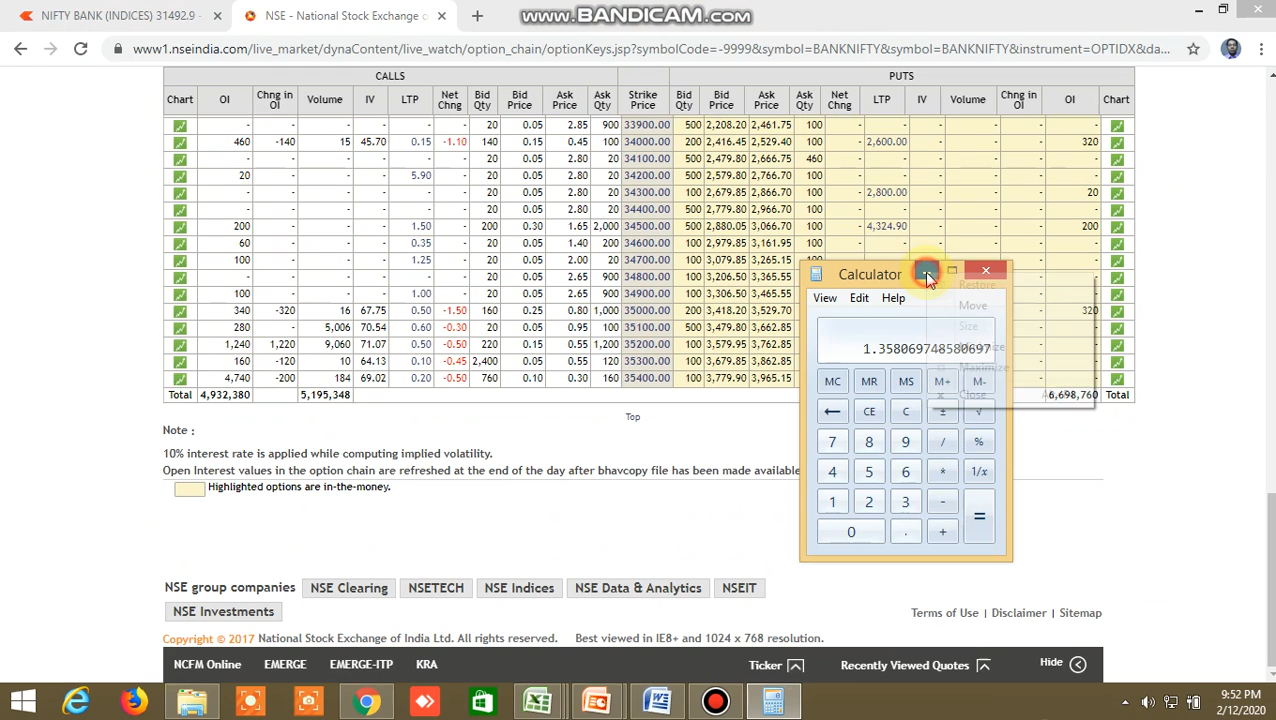 NIFTY BANK (INDICES) 31492.9 - × NSE - National Stock Exchange o × + www.BANDICAM.com
www1.nseindia.com/live_market/dynaContent/live_watch/option_chain/optionKeys.jsp?symbolCode=-9999&symbol=BANKNIFTY&symbol=BANKNIFTY&instrument=OPTIDX&da...
CALLS PUTS
Chart OI Chng in OI Volume IV LTP Net Chng Bid Qty Bid Price Ask Price Ask Qty Strike Price Bid Qty Bid Price Ask Price Ask Qty Net Chng LTP IV Volume Chng in OI OI Chart
- - - - - - 20 0.05 2.85 900 33900.00 500 2,208.20 2,461.75 100 - - - - - -
460 -140 15 45.70 0.15 -1.10 140 0.15 0.45 100 34000.00 200 2,416.45 2,529.40 100 - 2,600.00 - - - 320
- - - - - - 20 0.05 2.80 20 34100.00 500 2,479.80 2,666.75 460 - - - - - -
20 - - - 5.90 - 20 0.05 2.80 20 34200.00 500 2,579.80 2,766.70 100 - - - - - -
- - - - - - 20 0.05 2.80 20 34300.00 100 2,679.85 2,866.70 100 - 2,800.00 - - - 20
- - - - - - 20 0.05 2.80 20 34400.00 500 2,779.80 2,966.70 100 - - - - - -
200 - - - 1.50 - 200 0.30 1.65 2,000 34500.00 500 2,880.05 3,066.70 100 - 4,324.90 - - - 200
60 - - - 0.35 - 20 0.05 1.40 200 34600.00 100 2,979.85 3,161.95 100 - - - - - -
100 - - - 1.25 - 20 0.05 2.80 100 34700.00 100 3,079.85 3,265.
- - - - - - 20 0.05 2.65 20 34800.00 100 3,206.50 3,365.55
100 - - - 1.00 - 20 0.05 2.65 100 34900.00 100 3,306.50 3,465.55
340 -320 16 67.75 0.50 -1.50 160 0.25 0.80 1,000 35000.00 200 3,418.20 3,529.70 320
280 - 5,006 70.54 0.60 -0.30 20 0.05 0.95 100 35100.00 100 3,479.85 3,662.85
1,240 1,220 9,060 71.07 0.50 -0.70 220 0.15 0.55 1,200 35200.00 100 3,579.95 3,762.85
160 -120 10 64.13 0.10 -0.45 2,400 0.05 0.55 120 35300.00 100 3,679.85 3,862.85
4,740 -200 184 69.02 0.20 -0.50 760 0.10 0.30 160 35400.00 100 3,779.90 3,965.15
Total 4,932,380 5,195,348 6,698,760 Total
Top
Calculator
View Edit Help
1.358069748580697
Restore
Move
Size
Close
MC MR MS M+ M-
← CE C ± √
7 8 9 / %
4 5 6 * 1/x
1 2 3 - =
0 . +
Note :
10% interest rate is applied while computing implied volatility.
Open Interest values in the option chain are refreshed at the end of the day after bhavcopy file has been made available
Highlighted options are in-the-money.
NSE group companies NSE Clearing NSETECH NSE Indices NSE Data & Analytics NSEIT
NSE Investments
Terms of Use | Disclaimer | Sitemap
Copyright © 2017 National Stock Exchange of India Ltd. All rights reserved. Best viewed in IE8+ and 1024 x 768 resolution.
NCFM Online EMERGE EMERGE-ITP KRA Ticker Recently Viewed Quotes Hide
9:52 PM
2/12/2020